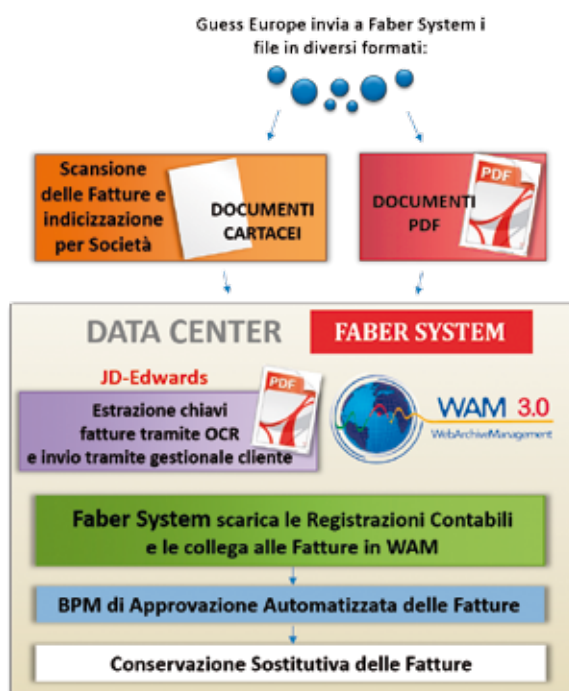 Guess Europe invia a Faber System i
file in diversi formati:
Scansione
delle Fatture e
indicizzazione
per Società
DOCUMENTI
CARTACEI
DOCUMENTI
PDF
PDF
DATA CENTER
FABER SYSTEM
JD-Edwards
PDF
Estrazione chiavi
fatture tramite OCR
e invio tramite gestionale cliente
WAM 3.0
WebArchiveManagement
Faber System scarica le Registrazioni Contabili
e le collega alle Fatture in WAM
BPM di Approvazione Automatizzata delle Fatture
Conservazione Sostitutiva delle Fatture